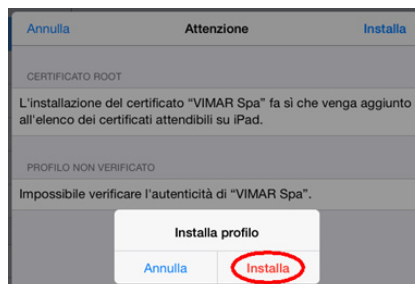 Annulla Attenzione Installa
CERTIFICATO ROOT
L'installazione del certificato “VIMAR Spa” fa sì che venga aggiunto
all'elenco dei certificati attendibili su iPad.
PROFILO NON VERIFICATO
Impossibile verificare l'autenticità di “VIMAR Spa”.
Installa profilo
Annulla Installa